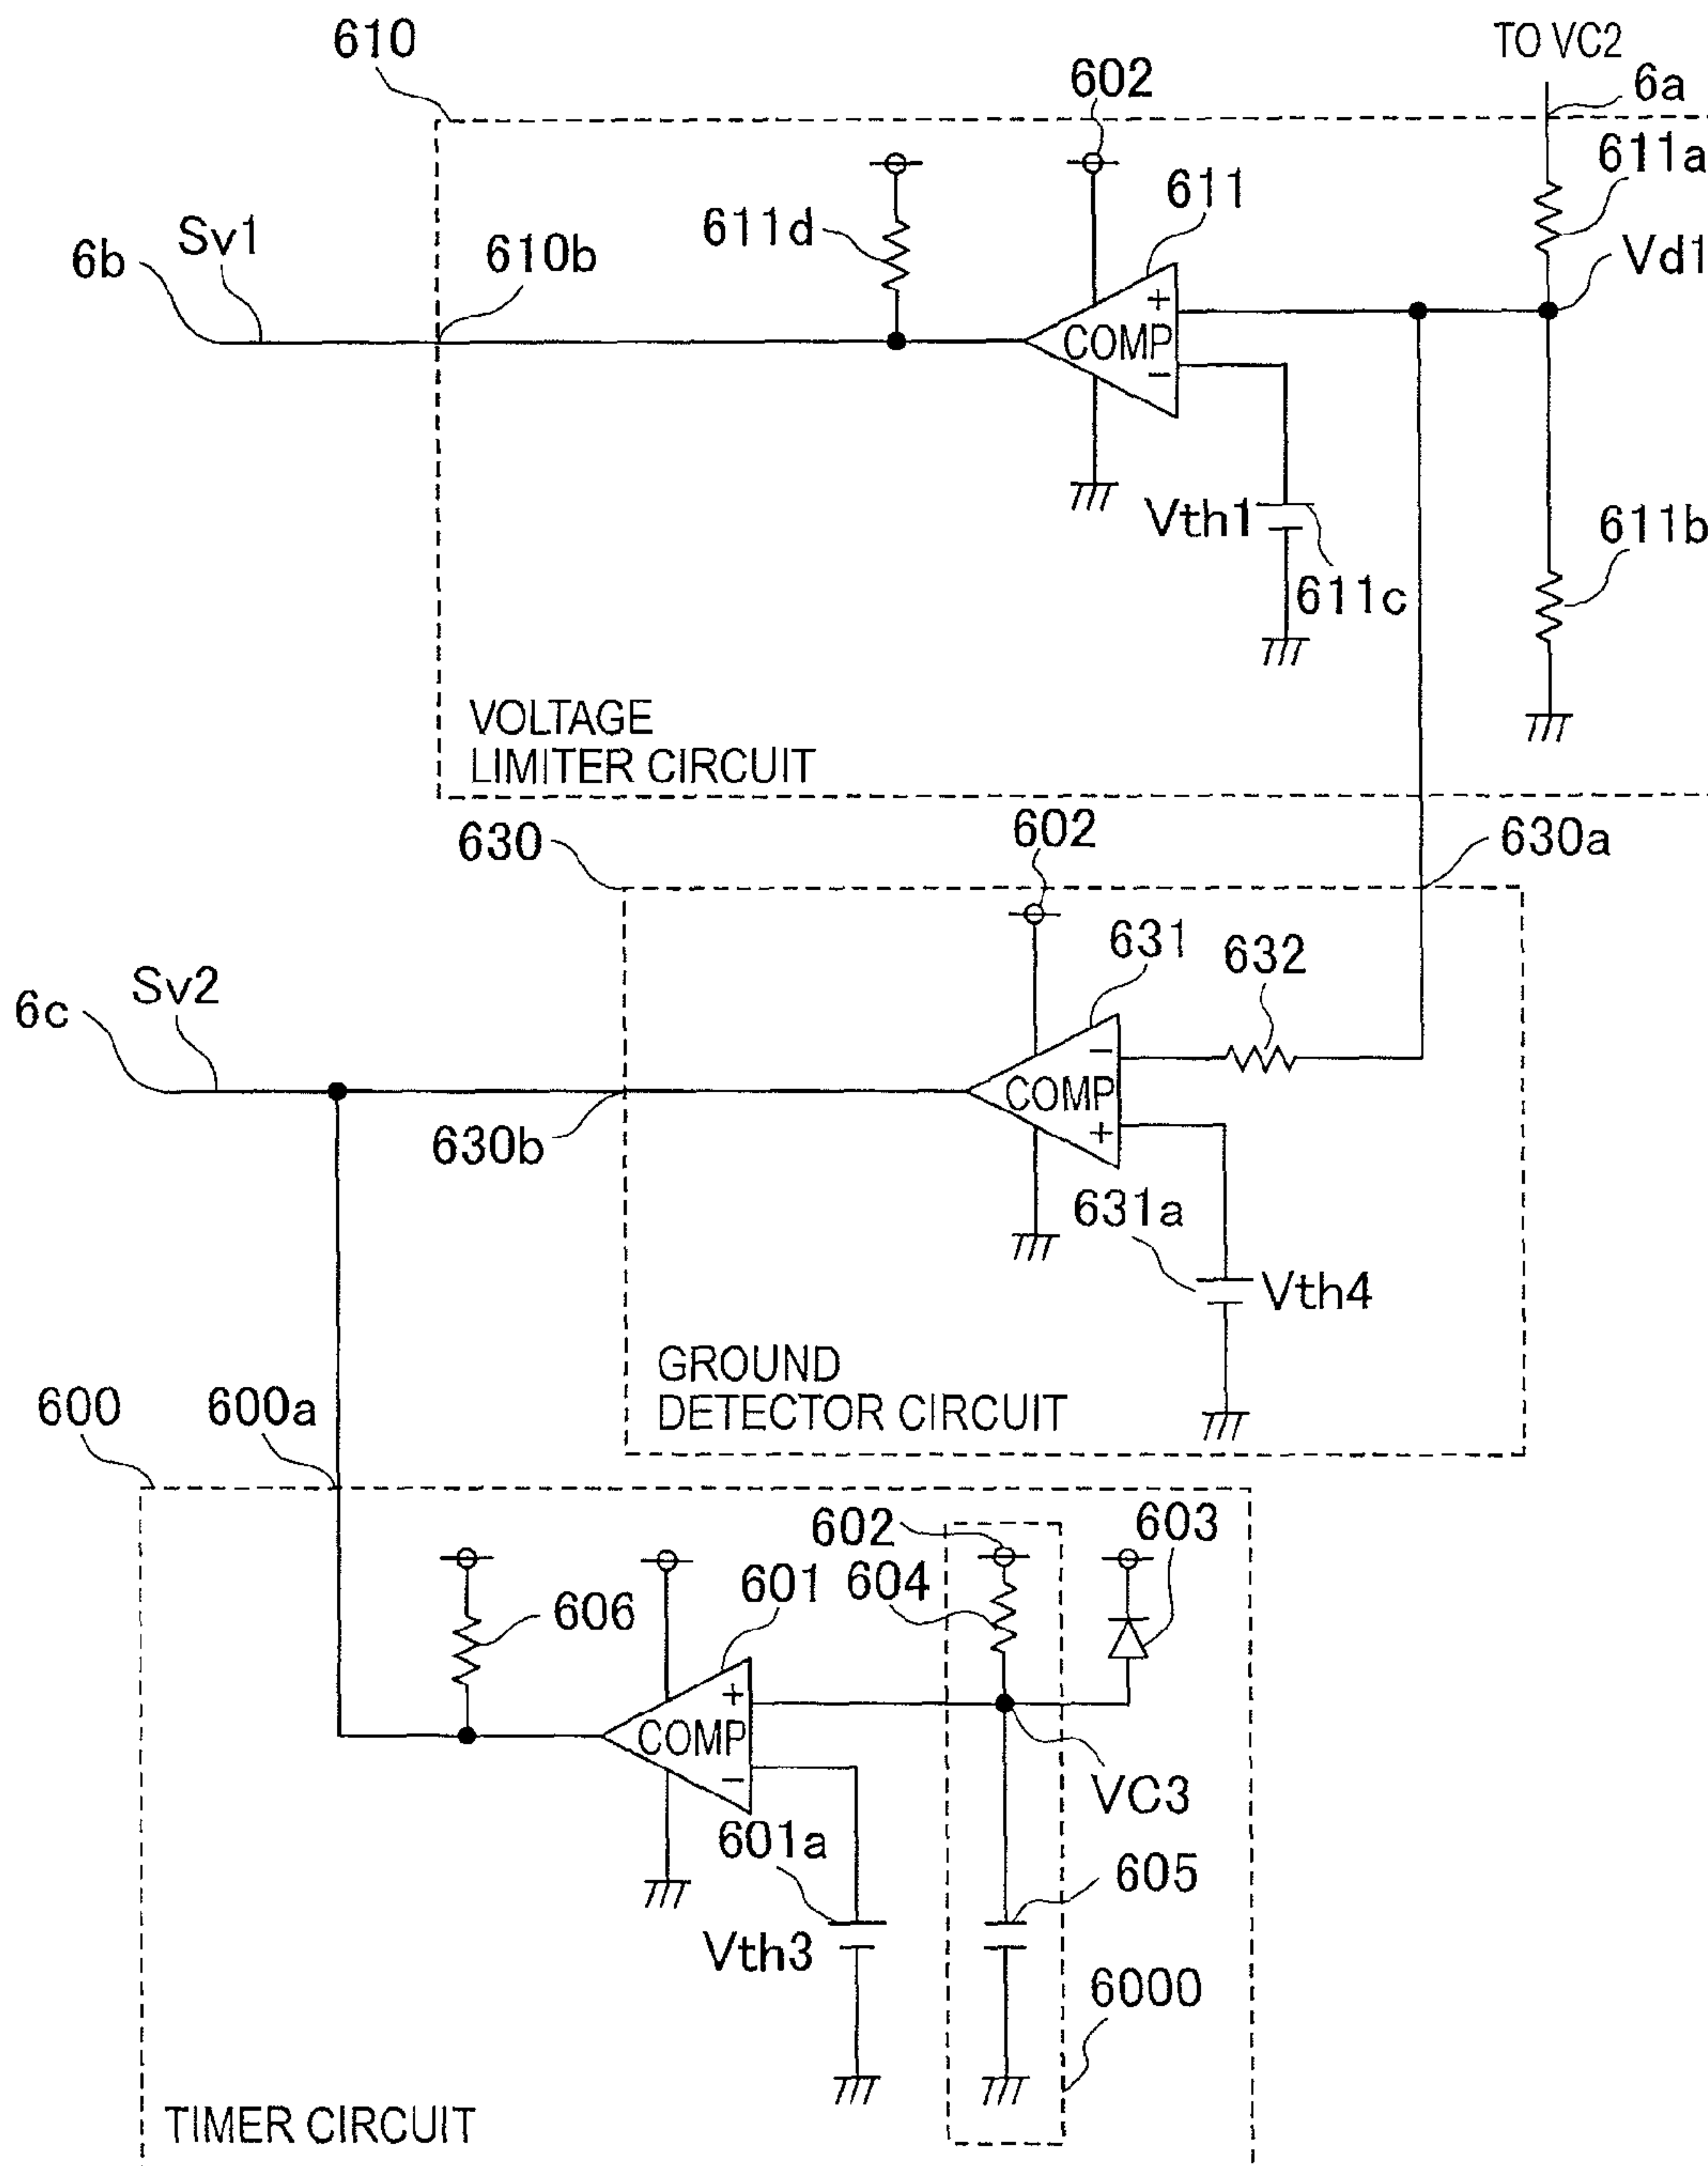 610
TO VC2
602
6a
611a
611
611d
Sv1
6b
610b
Vd1
+
COMP
−
Vth1
611b
611c
VOLTAGE
LIMITER CIRCUIT
630
602
630a
631
632
Sv2
6c
−
COMP
+
630b
631a
Vth4
GROUND
DETECTOR CIRCUIT
600
600a
602
603
601
604
606
+
COMP
−
VC3
601a
605
Vth3
6000
TIMER CIRCUIT